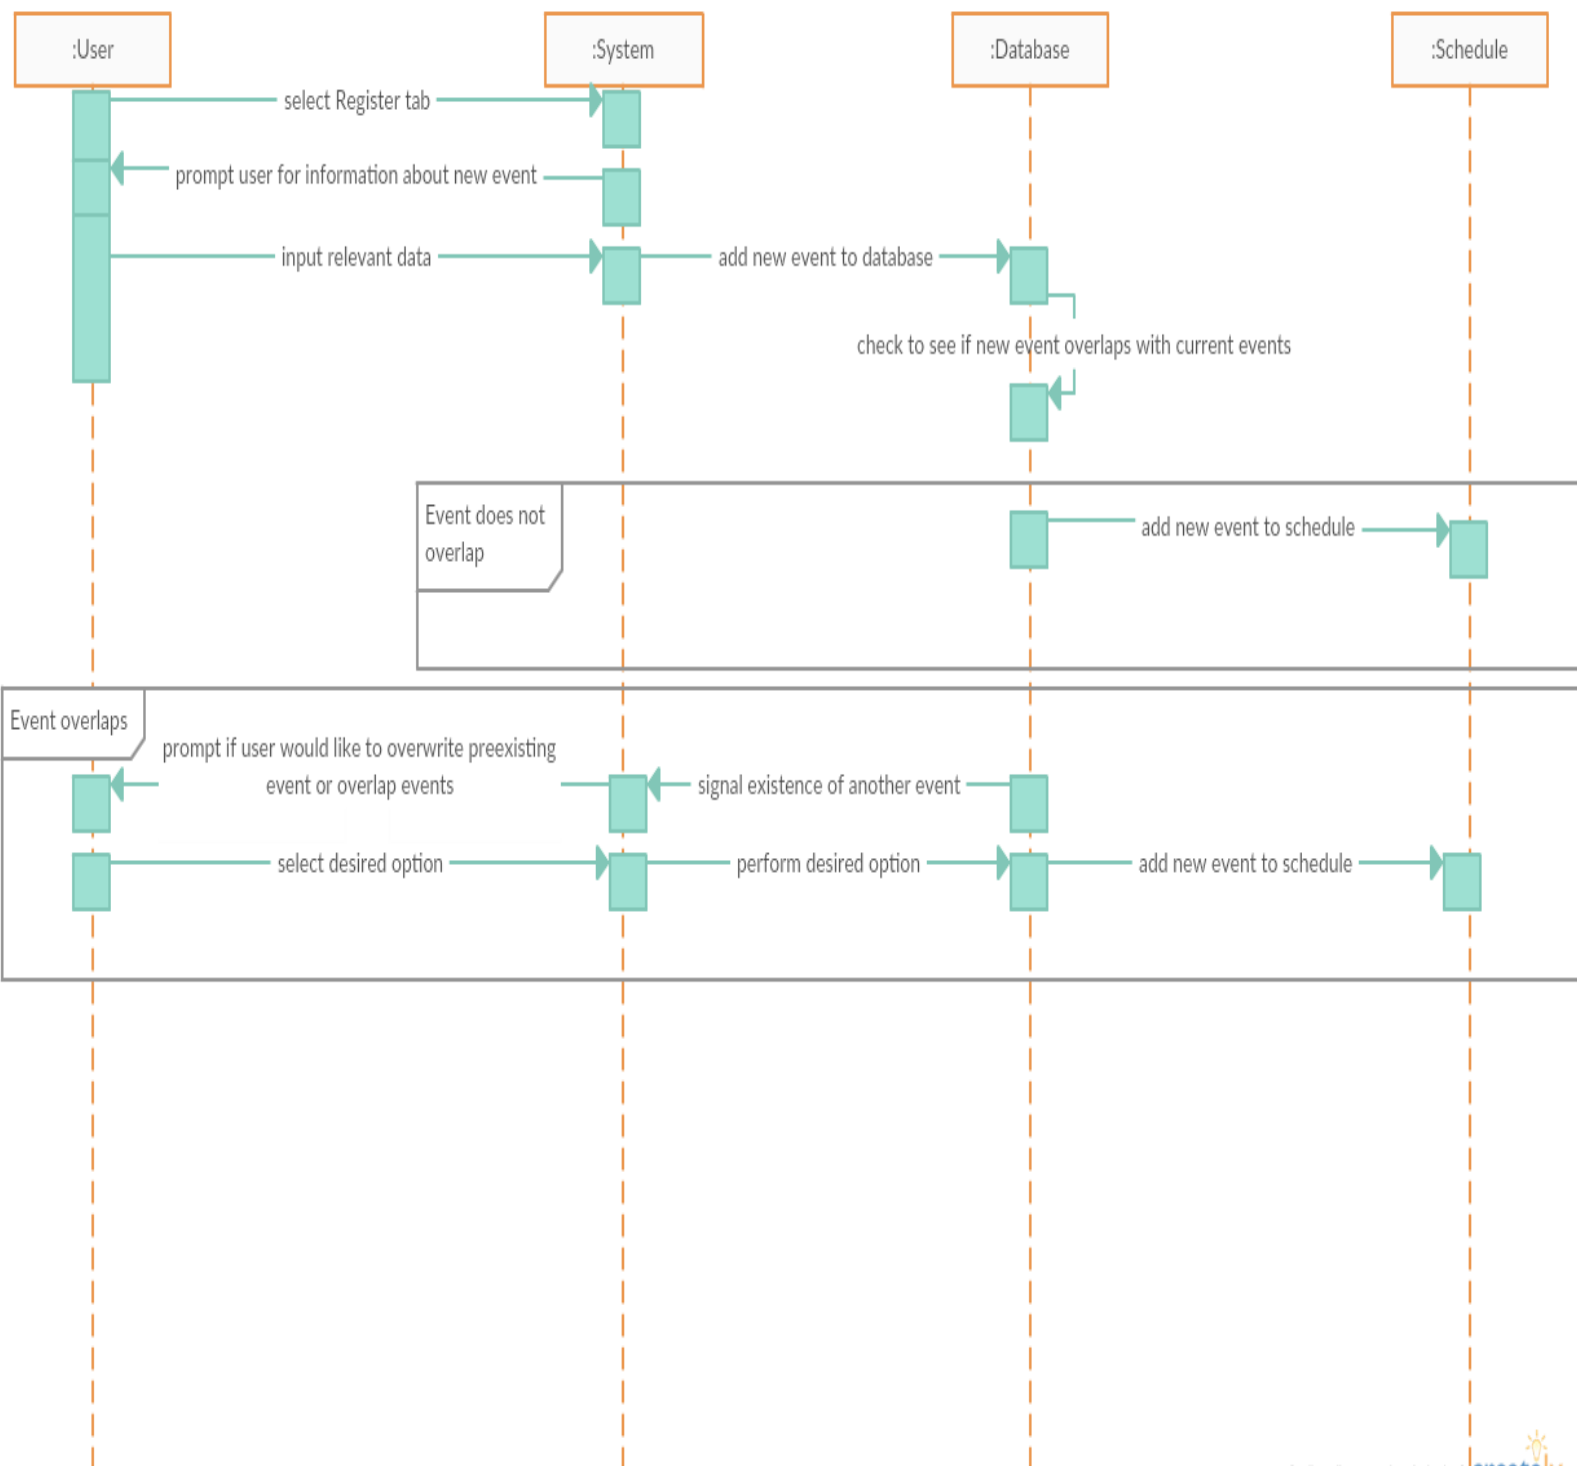 :User
:System
:Database
:Schedule
select Register tab
prompt user for information about new event
input relevant data
add new event to database
check to see if new event overlaps with current events
Event does not
overlap
add new event to schedule
Event overlaps
prompt if user would like to overwrite preexisting
event or overlap events
signal existence of another event
select desired option
perform desired option
add new event to schedule